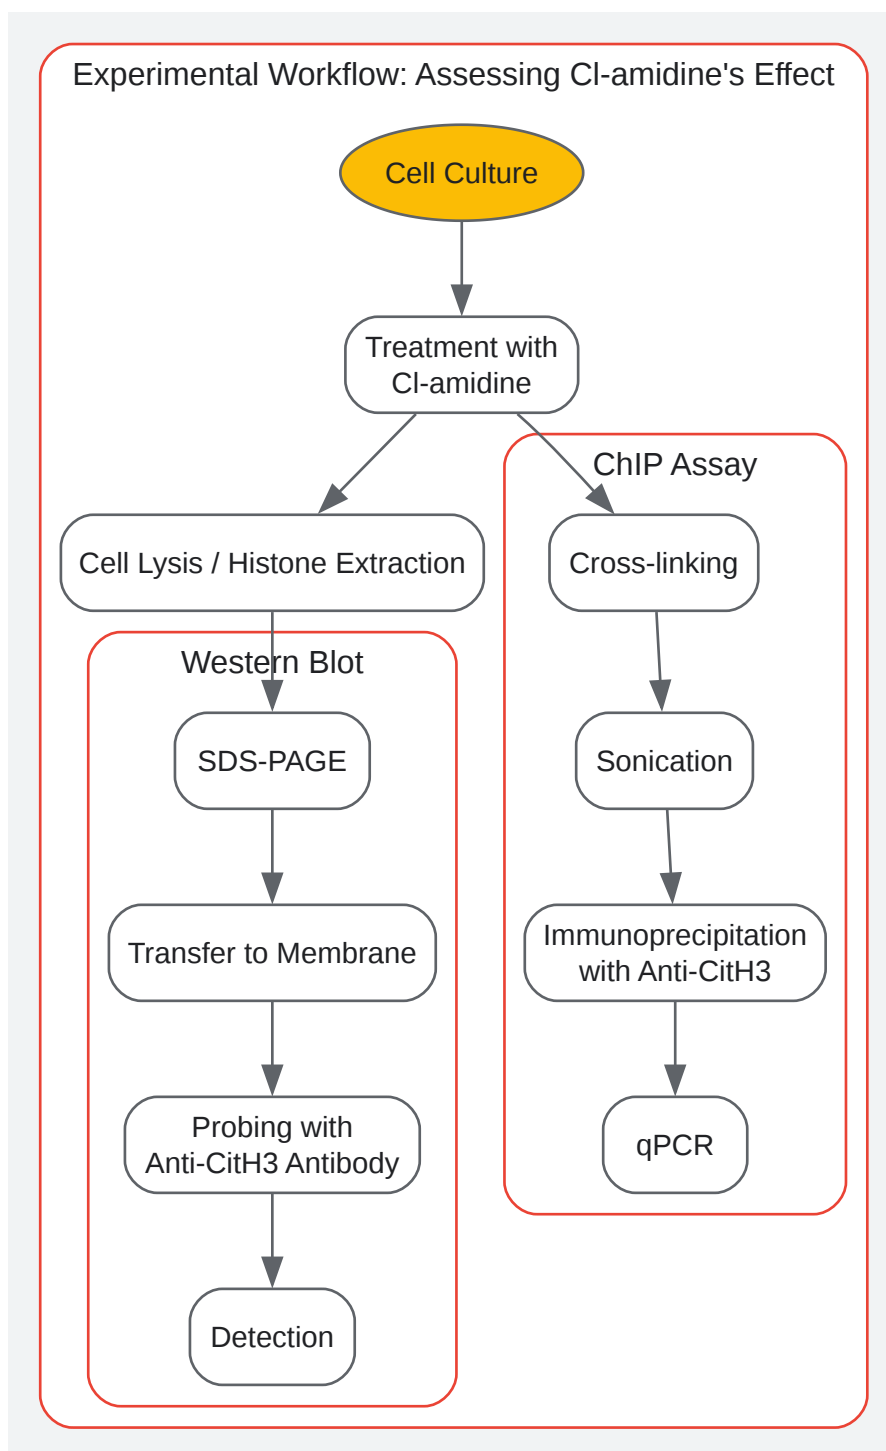 Experimental Workflow: Assessing Cl-amidine's Effect
Cell Culture
Treatment with
Cl-amidine
Cell Lysis / Histone Extraction
Western Blot
SDS-PAGE
Transfer to Membrane
Probing with
Anti-CitH3 Antibody
Detection
ChIP Assay
Cross-linking
Sonication
Immunoprecipitation
with Anti-CitH3
qPCR